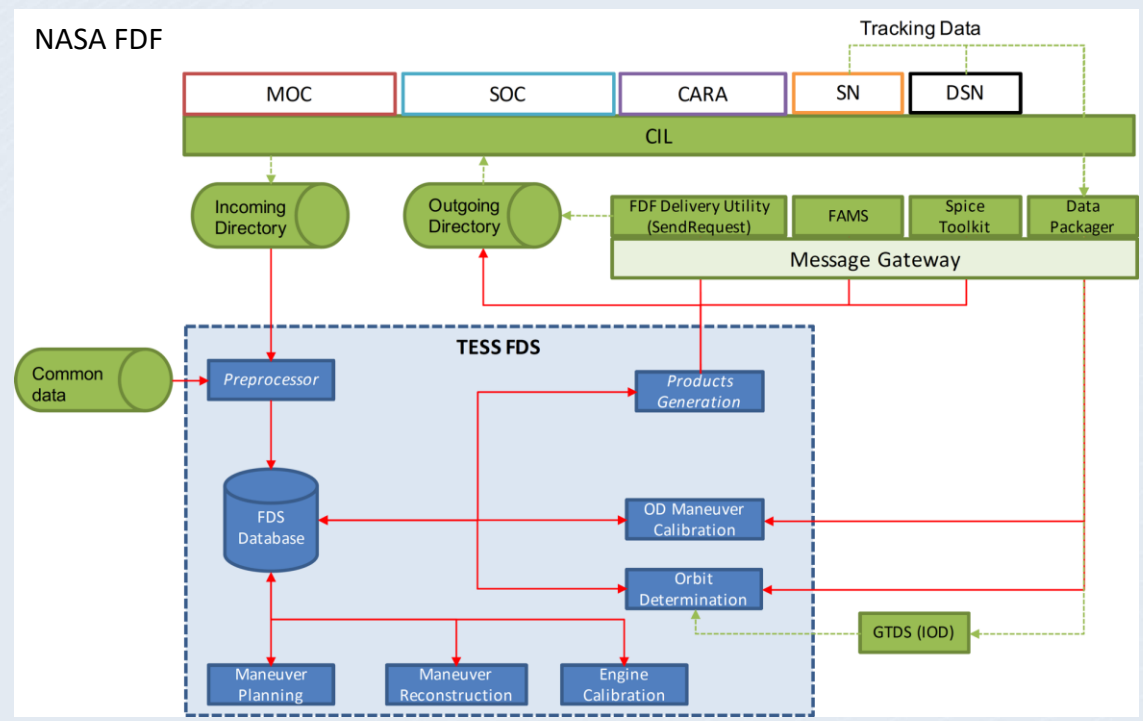 NASA FDF
Tracking Data
MOC
SOC
CARA
SN
DSN
CIL
Incoming
Directory
Outgoing
Directory
FDF Delivery Utility
(SendRequest)
FAMS
Spice
Toolkit
Data
Packager
Message Gateway
TESS FDS
Common
data
Preprocessor
Products
Generation
FDS
Database
OD Maneuver
Calibration
Orbit
Determination
GTDS (IOD)
Maneuver
Planning
Maneuver
Reconstruction
Engine
Calibration